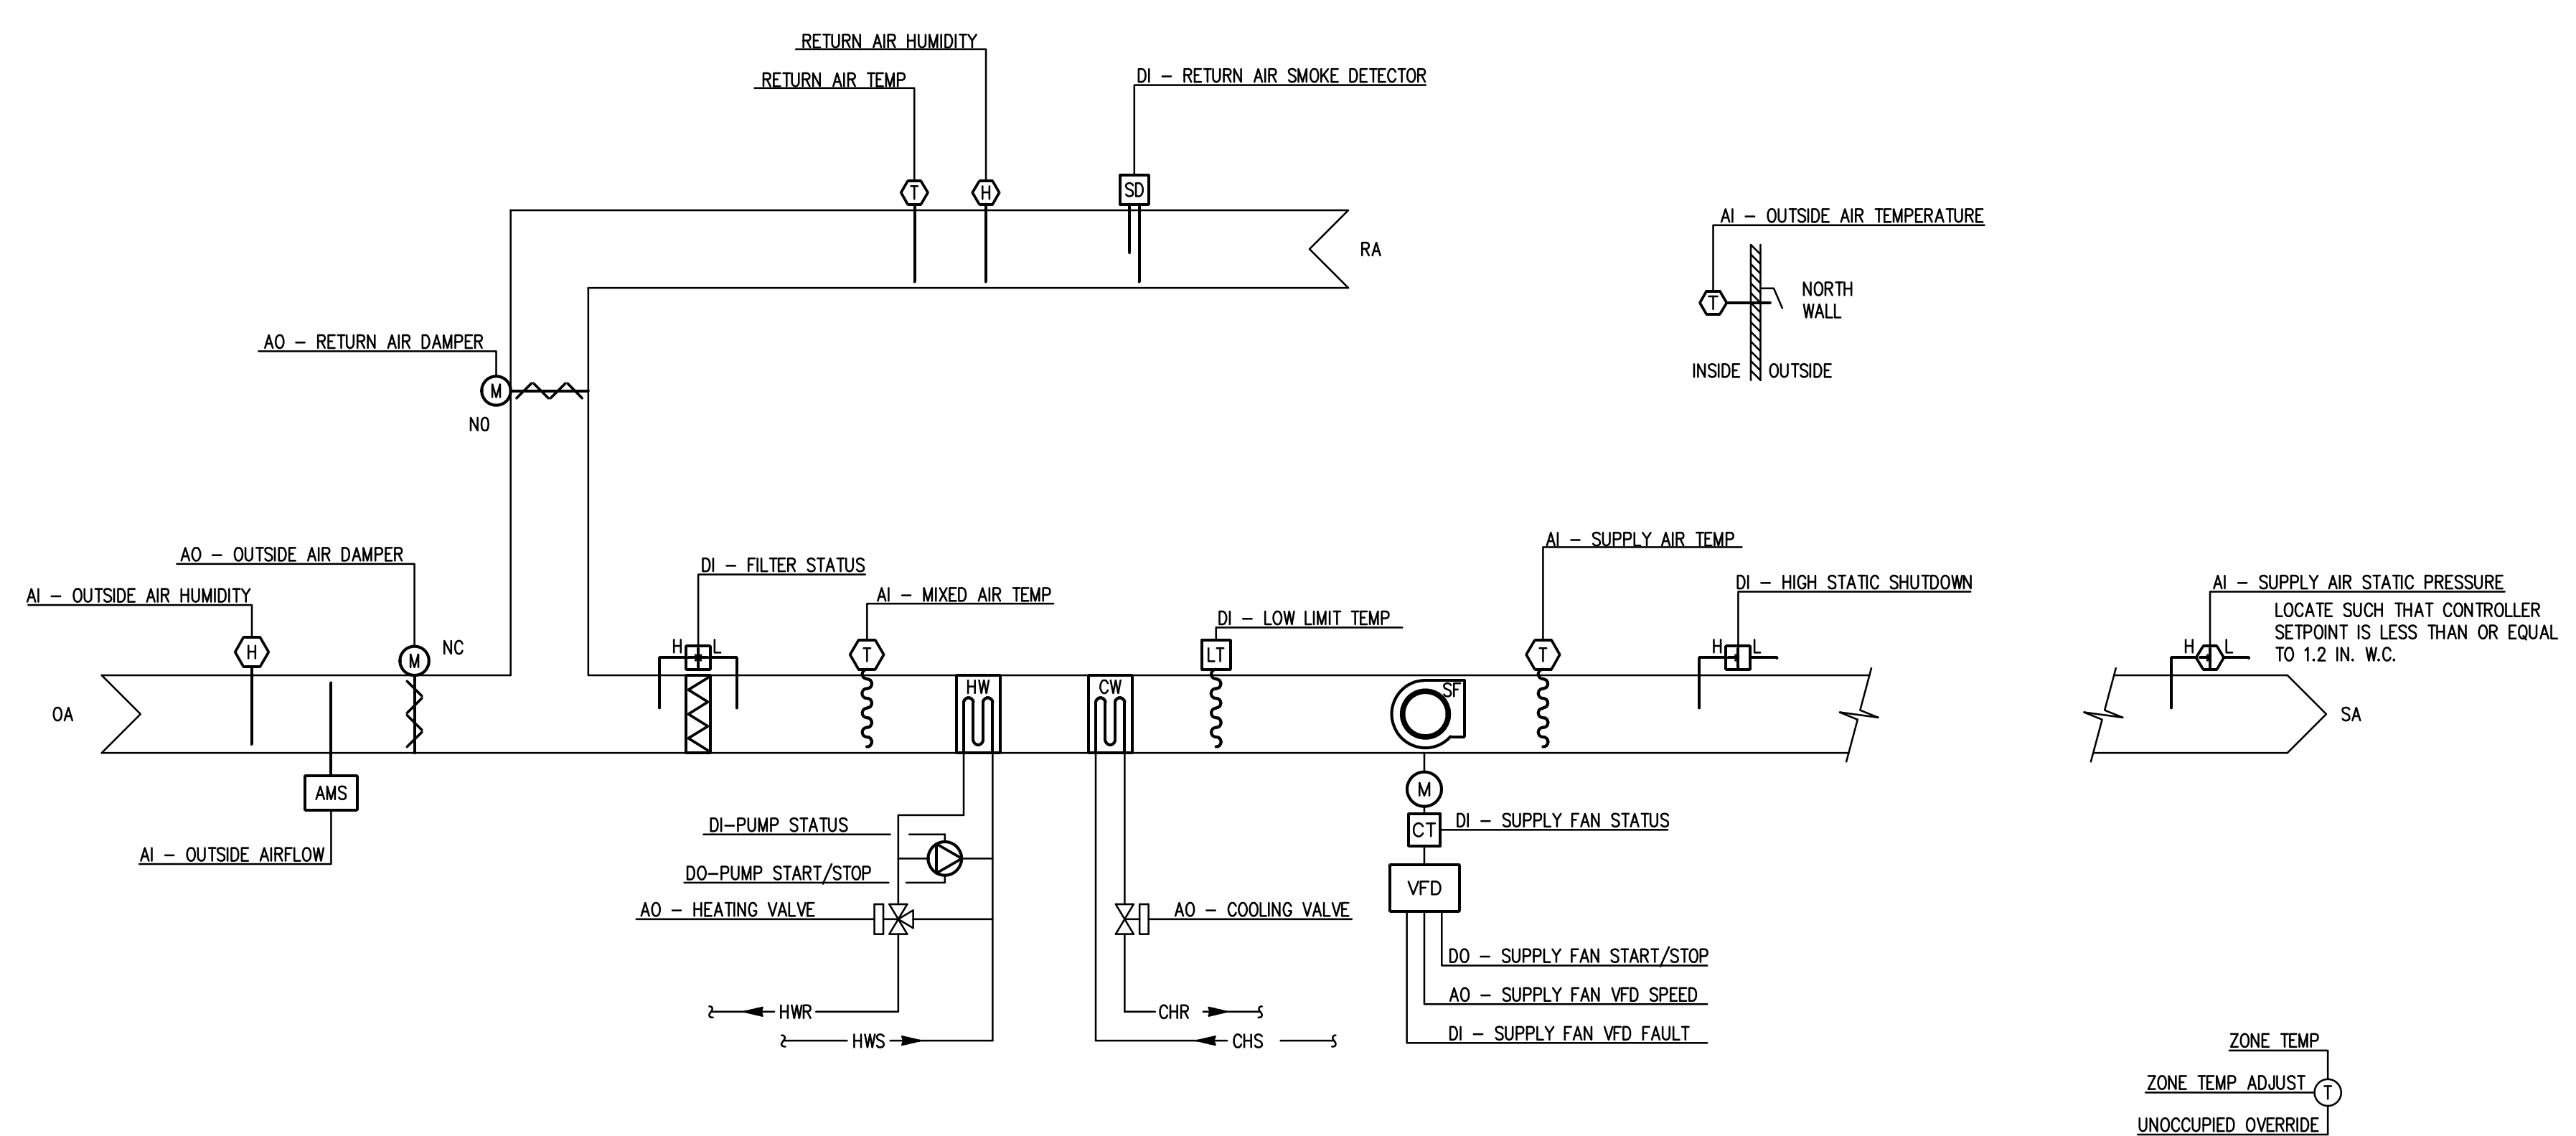 RETURN AIR HUMIDITY
RETURN AIR TEMP
DI – RETURN AIR SMOKE DETECTOR
T
H
SD
RA
AI – OUTSIDE AIR TEMPERATURE
T
NORTH
WALL
INSIDE
OUTSIDE
AO – RETURN AIR DAMPER
M
NO
AO – OUTSIDE AIR DAMPER
AI – OUTSIDE AIR HUMIDITY
H
M
NC
OA
AMS
AI – OUTSIDE AIRFLOW
DI – FILTER STATUS
H
L
AI – MIXED AIR TEMP
T
HW
CW
DI – LOW LIMIT TEMP
LT
SF
AI – SUPPLY AIR TEMP
T
DI – HIGH STATIC SHUTDOWN
H
L
AI – SUPPLY AIR STATIC PRESSURE
LOCATE SUCH THAT CONTROLLER
SETPOINT IS LESS THAN OR EQUAL
TO 1.2 IN. W.C.
H
L
SA
DI–PUMP STATUS
DO–PUMP START/STOP
AO – HEATING VALVE
HWR
HWS
AO – COOLING VALVE
CHR
CHS
M
CT
DI – SUPPLY FAN STATUS
VFD
DO – SUPPLY FAN START/STOP
AO – SUPPLY FAN VFD SPEED
DI – SUPPLY FAN VFD FAULT
ZONE TEMP
ZONE TEMP ADJUST
T
UNOCCUPIED OVERRIDE